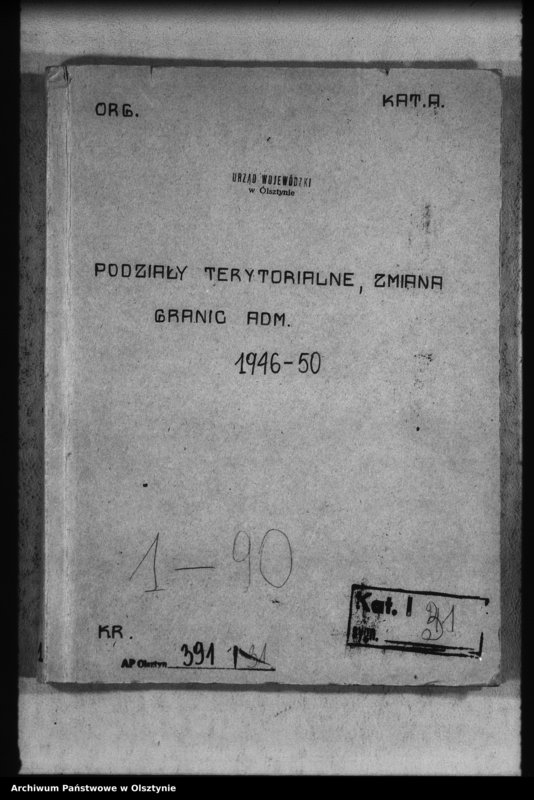 ORG.
KAT.A.
URZĄD WOJEWÓDZKI
w Olsztynie
PODZIAŁY TERYTORIALNE, ZMIANA
GRANIC ADM.
1946-50
1-90
Kat. I
KR.
AP Olsztyn 391
Archiwum Państwowe w Olsztynie